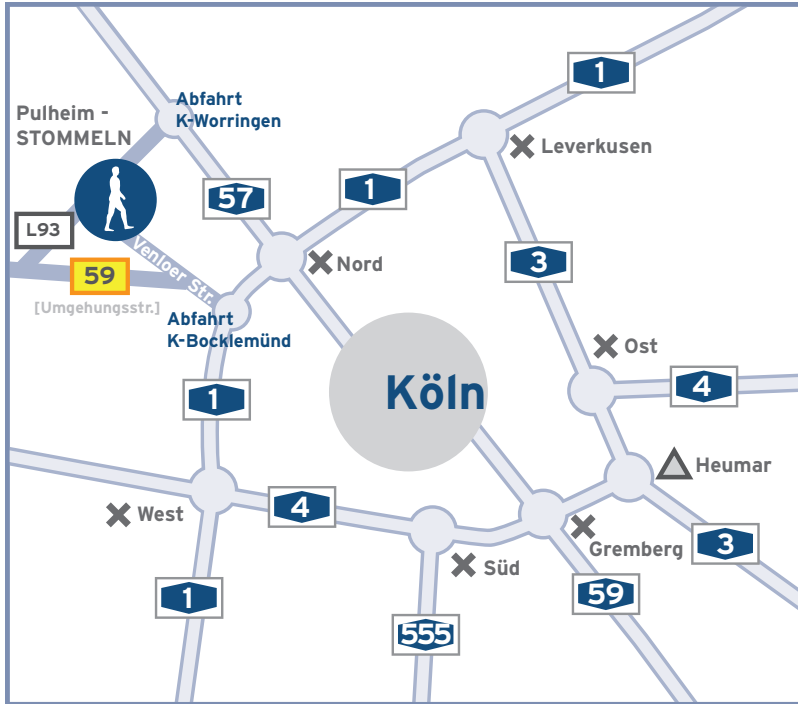 1
Abfahrt
K-Worringen
Pulheim -
STOMMELN
Leverkusen
57
1
L93
Venloer Str.
3
Nord
59
[Umgehungsstr.]
Abfahrt
K-Bocklemünd
Ost
Köln
4
1
Heumar
West
4
Gremberg
3
Süd
1
59
555